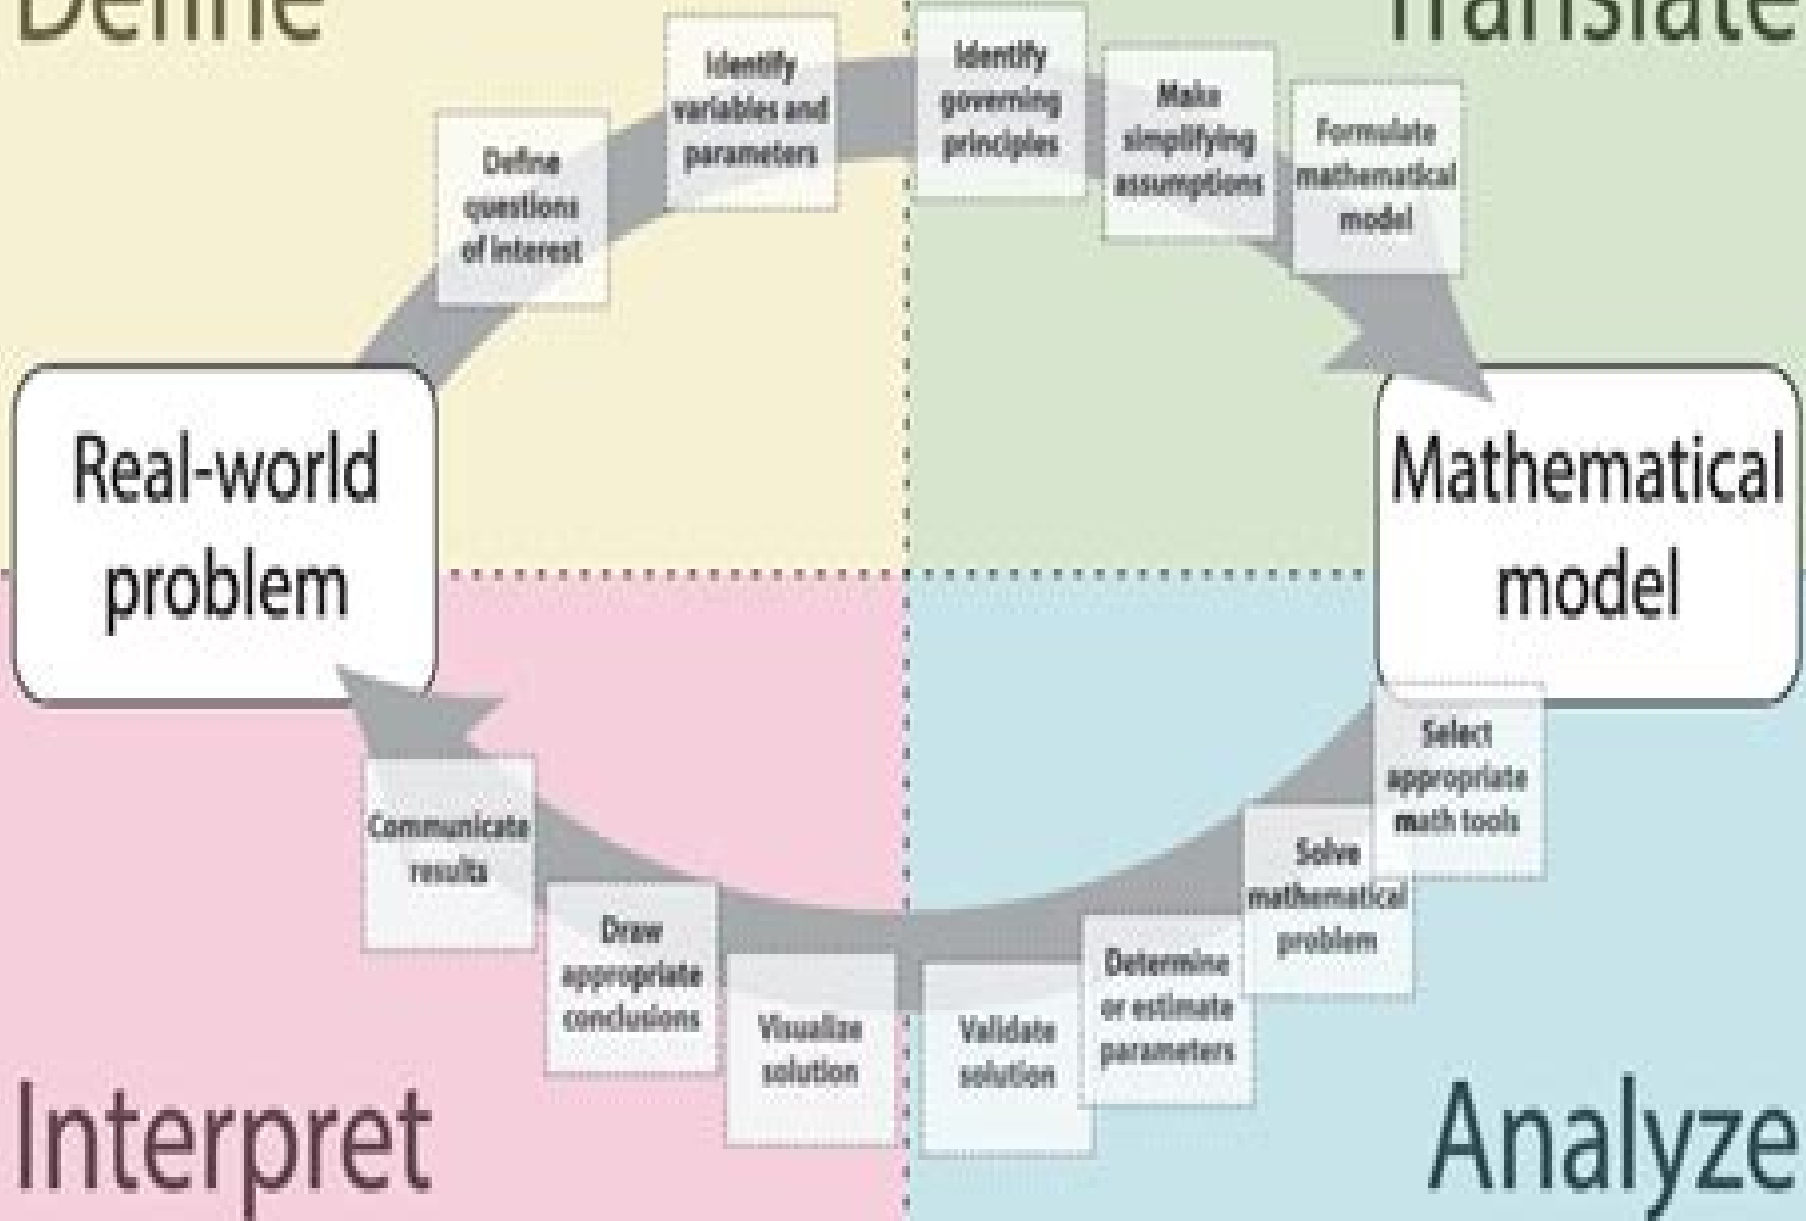 Define
Translate
Identify
variables and
parameters
Identify
governing
principles
Make
simplifying
assumptions
Formulate
mathematical
model
Define
questions
of interest
Real-world
problem
Mathematical
model
Select
appropriate
math tools
Solve
mathematical
problem
Determine
or estimate
parameters
Validate
solution
Visualize
solution
Draw
appropriate
conclusions
Communicate
results
Interpret
Analyze